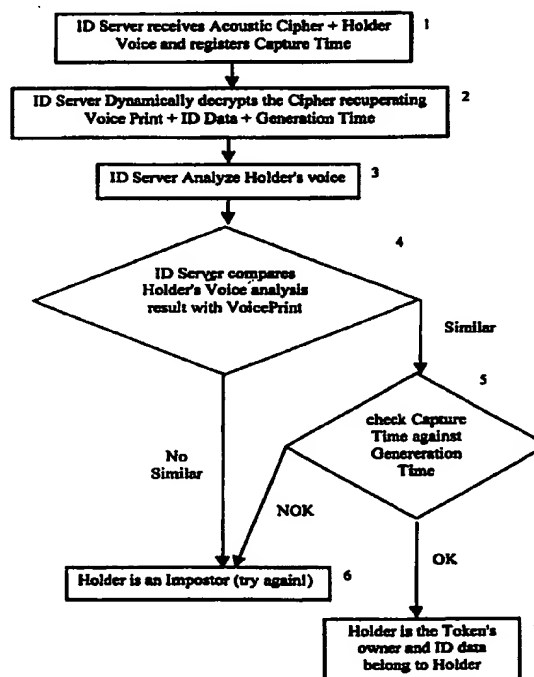 1
ID Server receives Acoustic Cipher + Holder
Voice and registers Capture Time
2
ID Server Dynamically decrypts the Cipher recuperating
Voice Print + ID Data + Generation Time
3
ID Server Analyze Holder's voice
4
ID Server compares
Holder's Voice analysis
result with VoicePrint
Similar
5
check Capture
Time against
Genereration
Time
No
Similar
NOK
OK
Holder is an Impostor (try again!)
6
Holder is the Token's
owner and ID data
belong to Holder